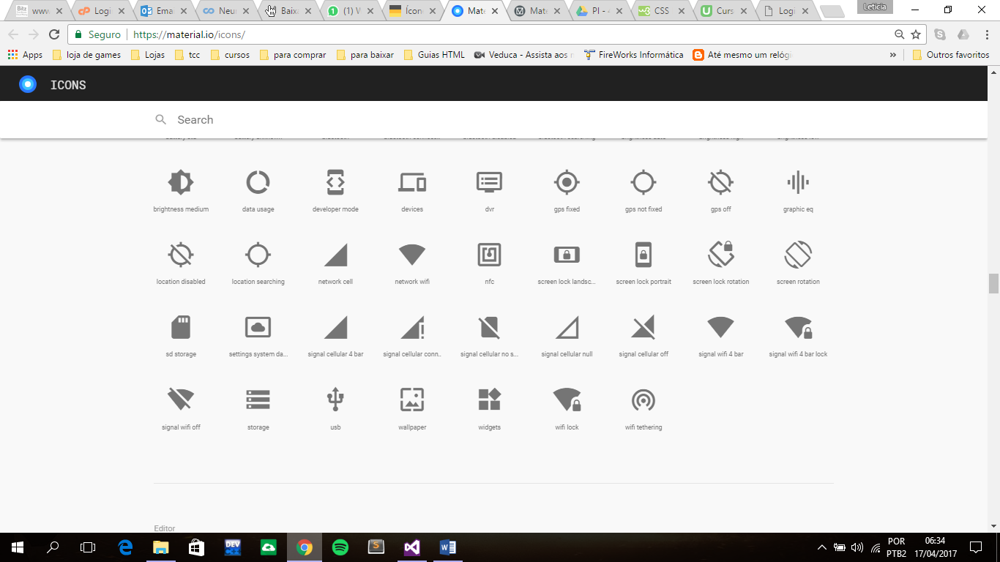 Leticia
www. Logi Ema Neu Baixa (1) W Ícon Mate Mate PI - 4 CSS Curs Logi
Seguro https://material.io/icons/
Apps loja de games Lojas tcc cursos para comprar para baixar Guias HTML Veduca - Assista aos FireWorks Informática Até mesmo um relóg » Outros favoritos
ICONS
Search
brightness medium data usage developer mode devices dvr gps fixed gps not fixed gps off graphic eq
location disabled location searching network cell network wifi nfc screen lock landsc... screen lock portrait screen lock rotation screen rotation
sd storage settings system da... signal cellular 4 bar signal cellular conn.. signal cellular no s... signal cellular null signal cellular off signal wifi 4 bar signal wifi 4 bar lock
signal wifi off storage usb wallpaper widgets wifi lock wifi tethering
Editor
POR 06:34
PTB2 17/04/2017